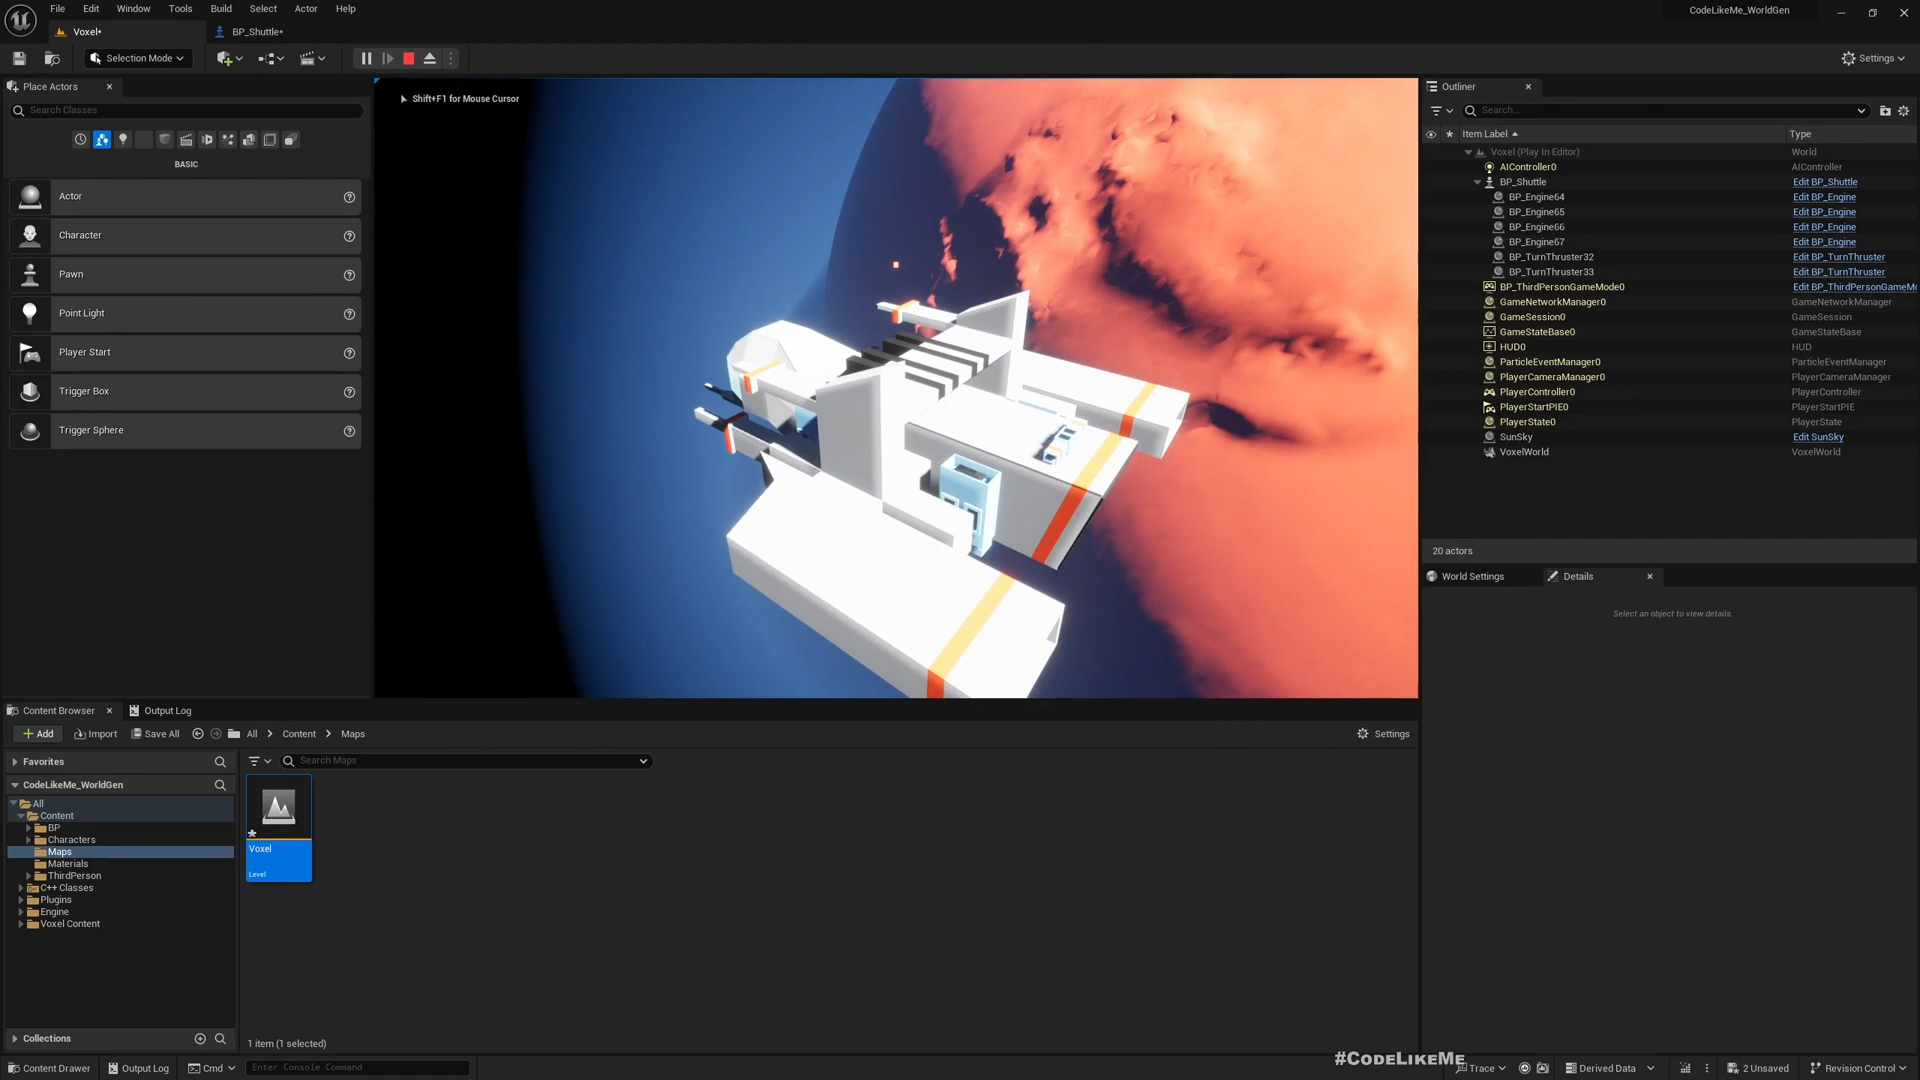 File Edit Window Tools Build Select Actor Help
CodeLikeMe_WorldGen
Voxel*
BP_Shuttle*
Selection Mode
Settings
Place Actors
Search Classes
BASIC
Actor
Character
Pawn
Point Light
Player Start
Trigger Box
Trigger Sphere
Shift+F1 for Mouse Cursor
Outliner
Search...
Item Label Type
Voxel (Play In Editor) World
AIController0 AIController
BP_Shuttle Edit BP_Shuttle
BP_Engine64 Edit BP_Engine
BP_Engine65 Edit BP_Engine
BP_Engine66 Edit BP_Engine
BP_Engine67 Edit BP_Engine
BP_TurnThruster32 Edit BP_TurnThruster
BP_TurnThruster33 Edit BP_TurnThruster
BP_ThirdPersonGameMode0 Edit BP_ThirdPersonGameMo
GameNetworkManager0 GameNetworkManager
GameSession0 GameSession
GameStateBase0 GameStateBase
HUD0 HUD
ParticleEventManager0 ParticleEventManager
PlayerCameraManager0 PlayerCameraManager
PlayerController0 PlayerController
PlayerStartPIE0 PlayerStartPIE
PlayerState0 PlayerState
SunSky Edit SunSky
VoxelWorld VoxelWorld
20 actors
World Settings
Details
Select an object to view details.
Content Browser
Output Log
Add
Import
Save All
All
Content
Maps
Settings
Favorites
Search Maps
CodeLikeMe_WorldGen
All
Content
BP
Characters
Maps
Materials
ThirdPerson
C++ Classes
Plugins
Engine
Voxel Content
Voxel
Level
Collections
1 item (1 selected)
#CodeLikeMe
Content Drawer
Output Log
Cmd
Enter Console Command
Trace
Derived Data
2 Unsaved
Revision Control